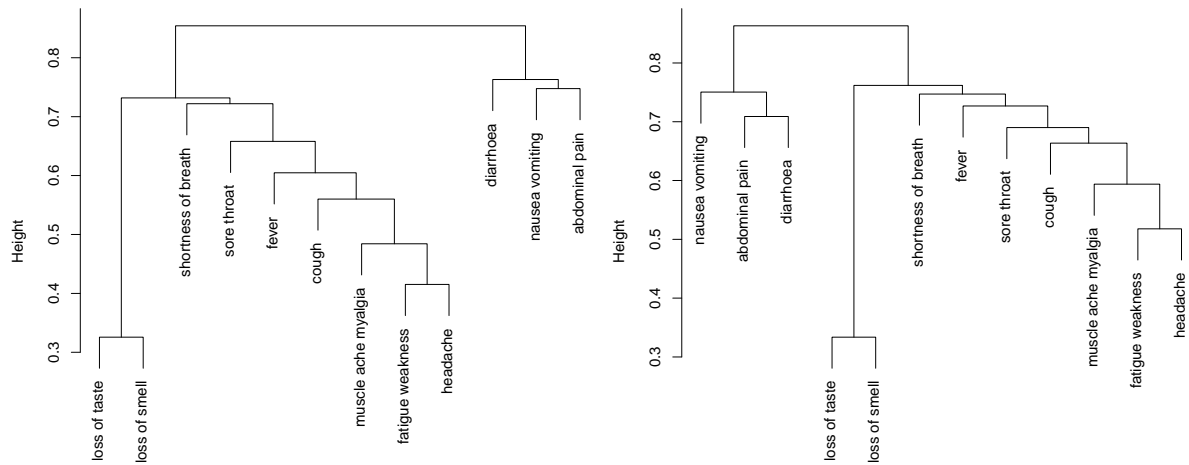 Height
0.8
0.7
0.6
0.5
0.4
0.3
loss of taste
loss of smell
shortness of breath
sore throat
fever
cough
muscle ache myalgia
fatigue weakness
headache
diarrhoea
nausea vomiting
abdominal pain
Height
0.8
0.7
0.6
0.5
0.4
0.3
nausea vomiting
abdominal pain
diarrhoea
loss of taste
loss of smell
shortness of breath
fever
sore throat
cough
muscle ache myalgia
fatigue weakness
headache